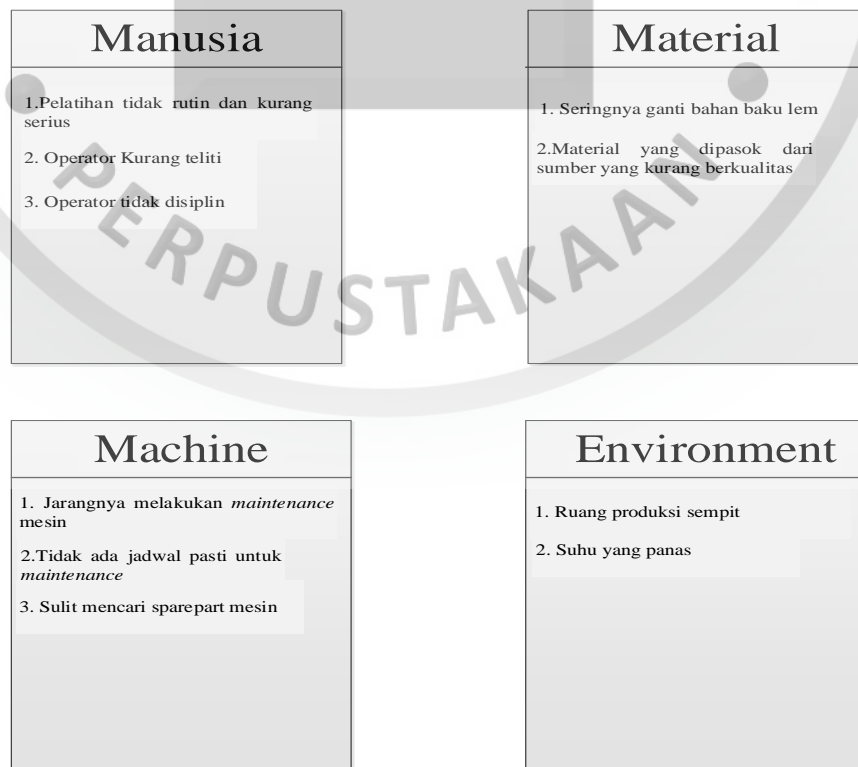 Manusia
1.Pelatihan tidak rutin dan kurang
serius
2. Operator Kurang teliti
3. Operator tidak disiplin
Material
1. Seringnya ganti bahan baku lem
2.Material yang dipasok dari
sumber yang kurang berkualitas
PERPUSTAKAAN
Machine
1. Jarangnya melakukan maintenance
mesin
2.Tidak ada jadwal pasti untuk
maintenance
3. Sulit mencari sparepart mesin
Environment
1. Ruang produksi sempit
2. Suhu yang panas